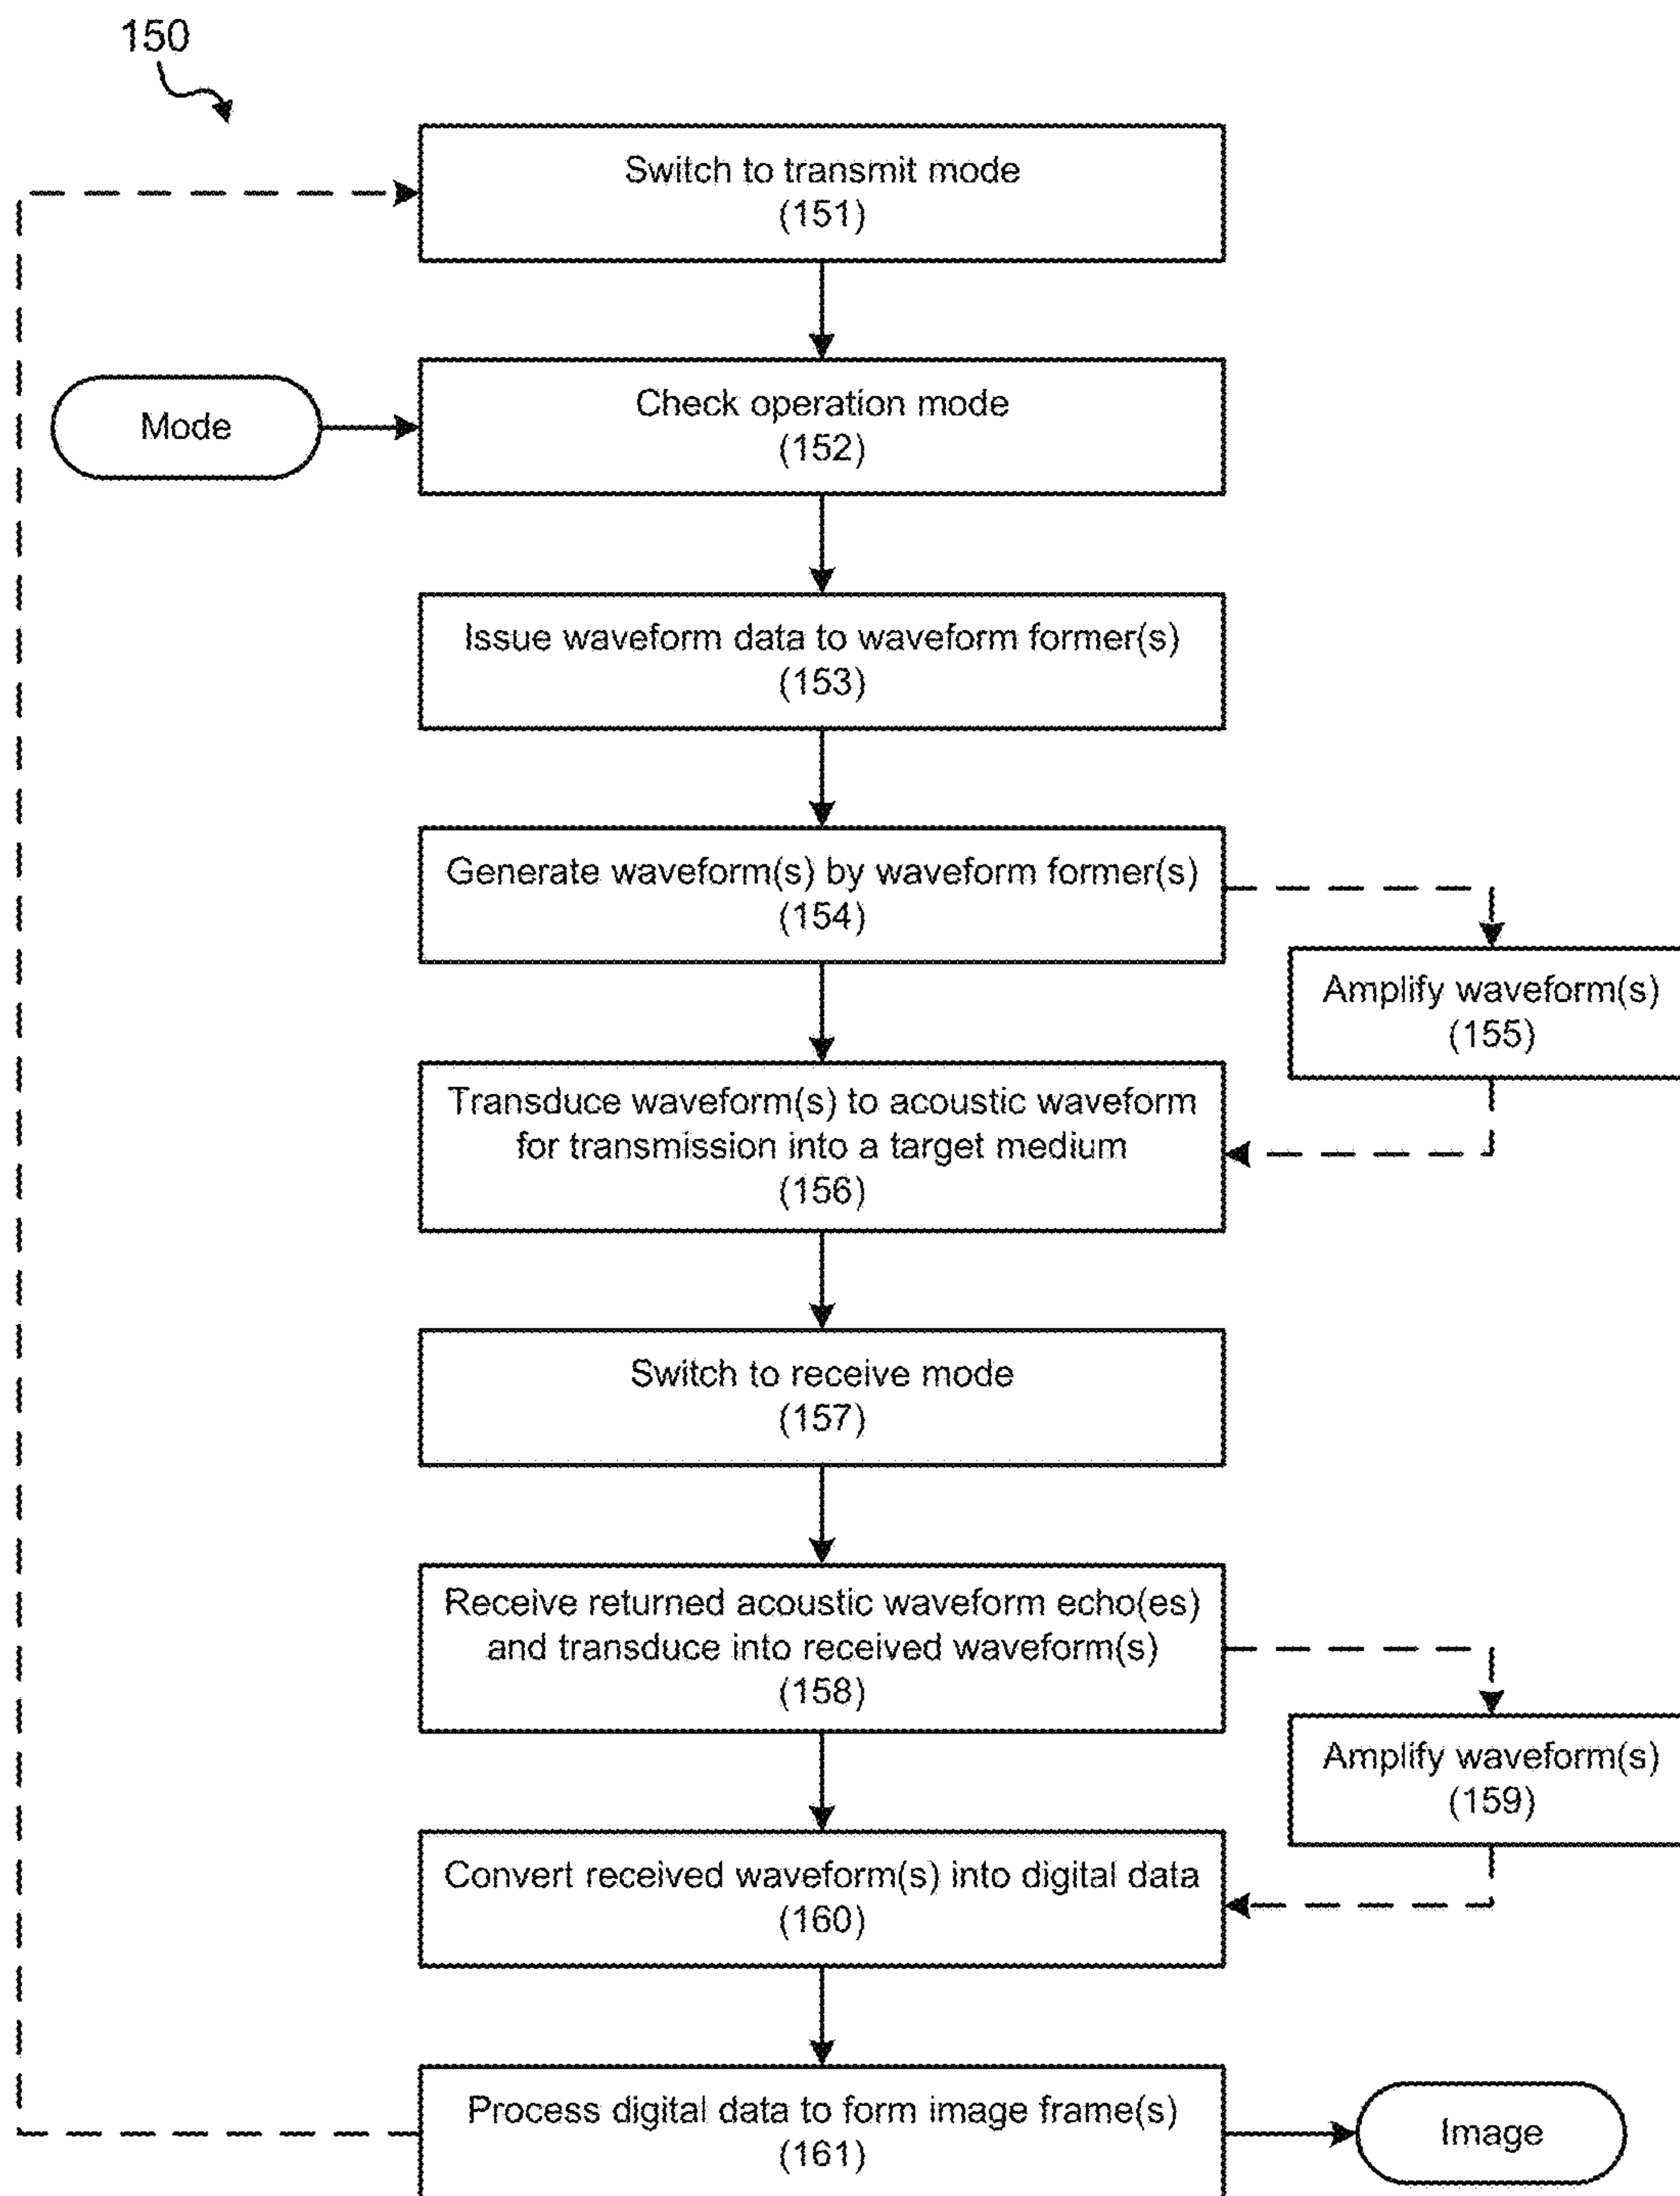 150
Switch to transmit mode
(151)
Mode
Check operation mode
(152)
Issue waveform data to waveform former(s)
(153)
Generate waveform(s) by waveform former(s)
(154)
Amplify waveform(s)
(155)
Transduce waveform(s) to acoustic waveform
for transmission into a target medium
(156)
Switch to receive mode
(157)
Receive returned acoustic waveform echo(es)
and transduce into received waveform(s)
(158)
Amplify waveform(s)
(159)
Convert received waveform(s) into digital data
(160)
Process digital data to form image frame(s)
(161)
Image